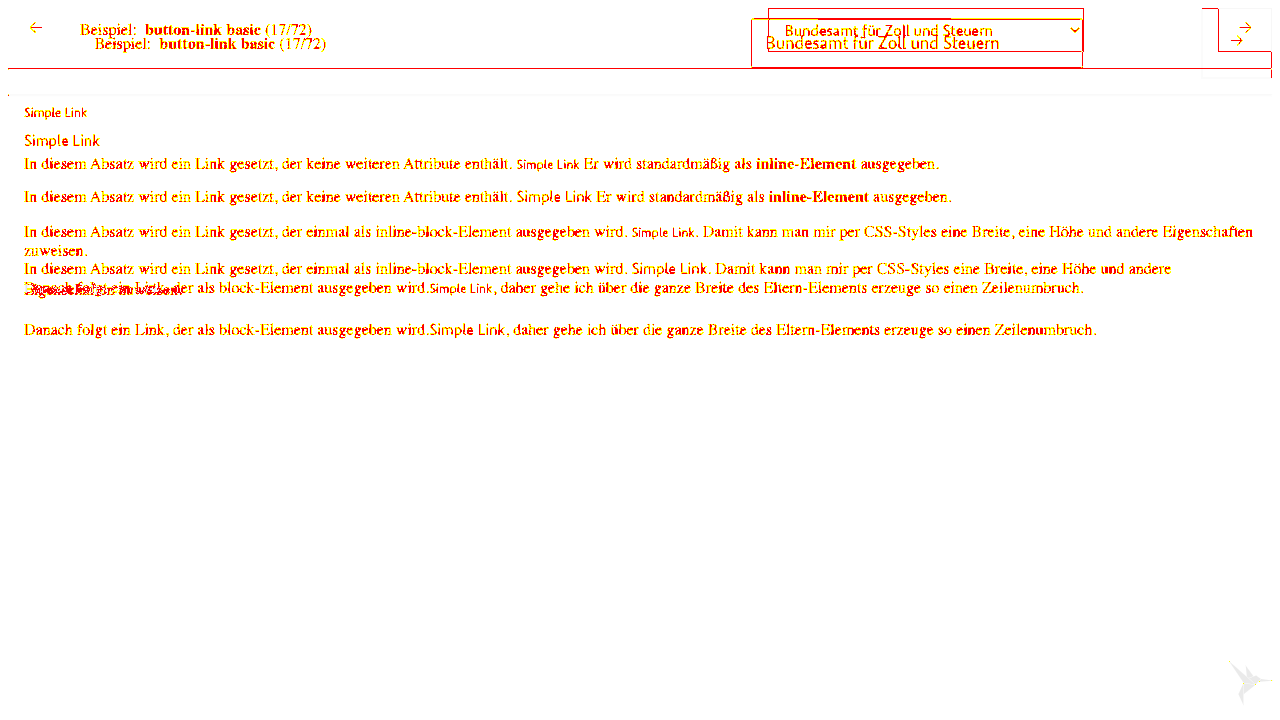 Beispiel: button-link basic (17/72)
Beispiel: button-link basic (17/72)
Bundesamt für Zoll und Steuern
Bundesamt für Zoll und Steuern
Simple Link
Simple Link
In diesem Absatz wird ein Link gesetzt, der keine weiteren Attribute enthält. Simple Link Er wird standardmäßig als inline-Element ausgegeben.
In diesem Absatz wird ein Link gesetzt, der keine weiteren Attribute enthält. Simple Link Er wird standardmäßig als inline-Element ausgegeben.
In diesem Absatz wird ein Link gesetzt, der einmal als inline-block-Element ausgegeben wird. Simple Link. Damit kann man mir per CSS-Styles eine Breite, eine Höhe und andere Eigenschaften
zuweisen.
In diesem Absatz wird ein Link gesetzt, der einmal als inline-block-Element ausgegeben wird. Simple Link. Damit kann man mir per CSS-Styles eine Breite, eine Höhe und andere
der als block-Element ausgegeben wird.Simple Link, daher gehe ich über die ganze Breite des Eltern-Elements erzeuge so einen Zeilenumbruch.
Danach folgt ein Link, der als block-Element ausgegeben wird.Simple Link, daher gehe ich über die ganze Breite des Eltern-Elements erzeuge so einen Zeilenumbruch.